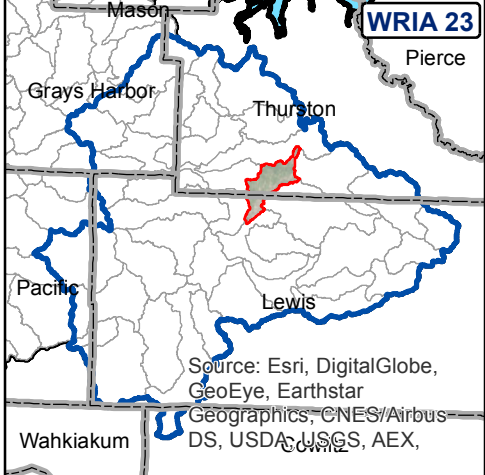 Mason
WRIA 23
Pierce
Grays Harbor
Thurston
Pacific
Lewis
Source: Esri, DigitalGlobe,
GeoEye, Earthstar
Geographics, CNES/Airbus
DS, USDA, USGS, AEX,
Wahkiakum
Cowlitz